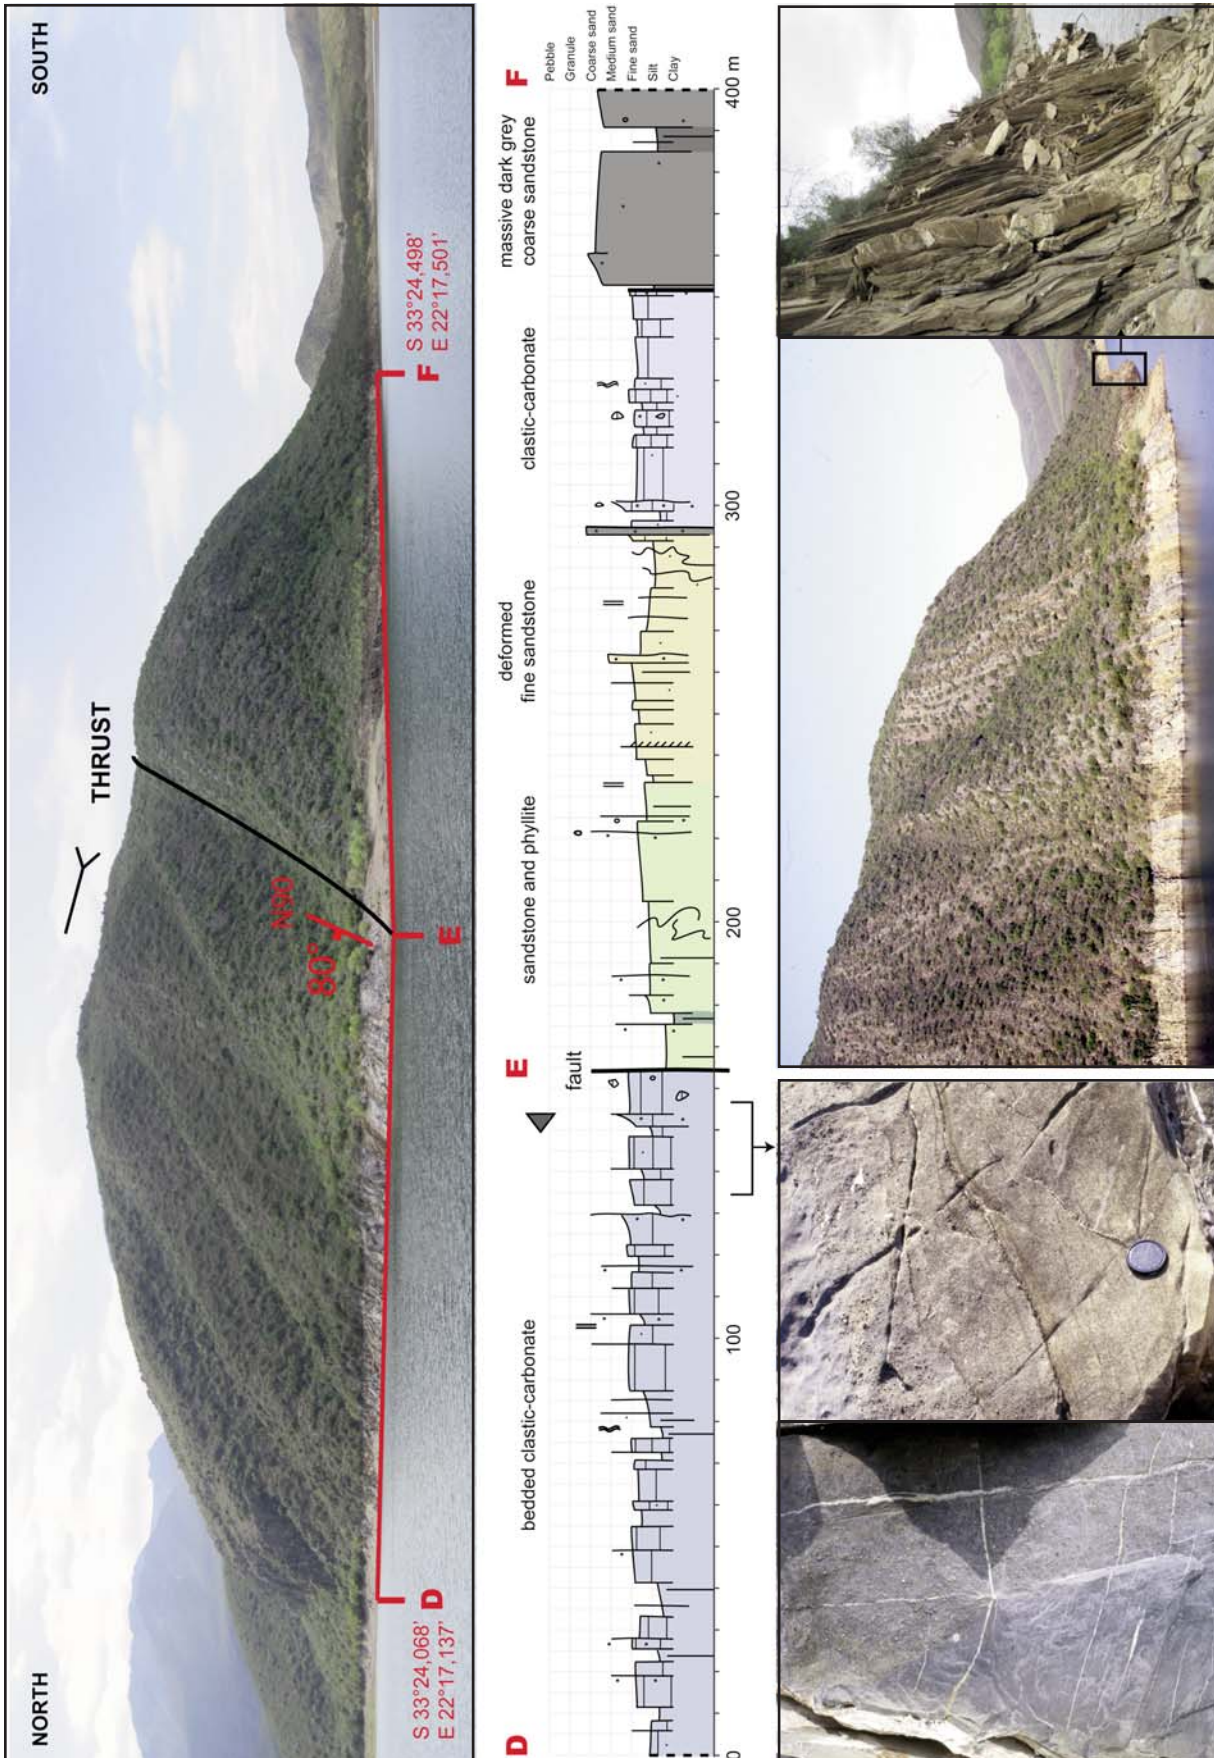 NORTH
SOUTH
THRUST
N90
80°
D
S 33°24,068'
E 22°17,137'
E
F
S 33°24,498'
E 22°17,501'
D
E
F
bedded clastic-carbonate
fault
sandstone and phyllite
deformed
fine sandstone
clastic-carbonate
massive dark grey
coarse sandstone
Pebble
Granule
Coarse sand
Medium sand
Fine sand
Silt
Clay
0
100
200
300
400 m